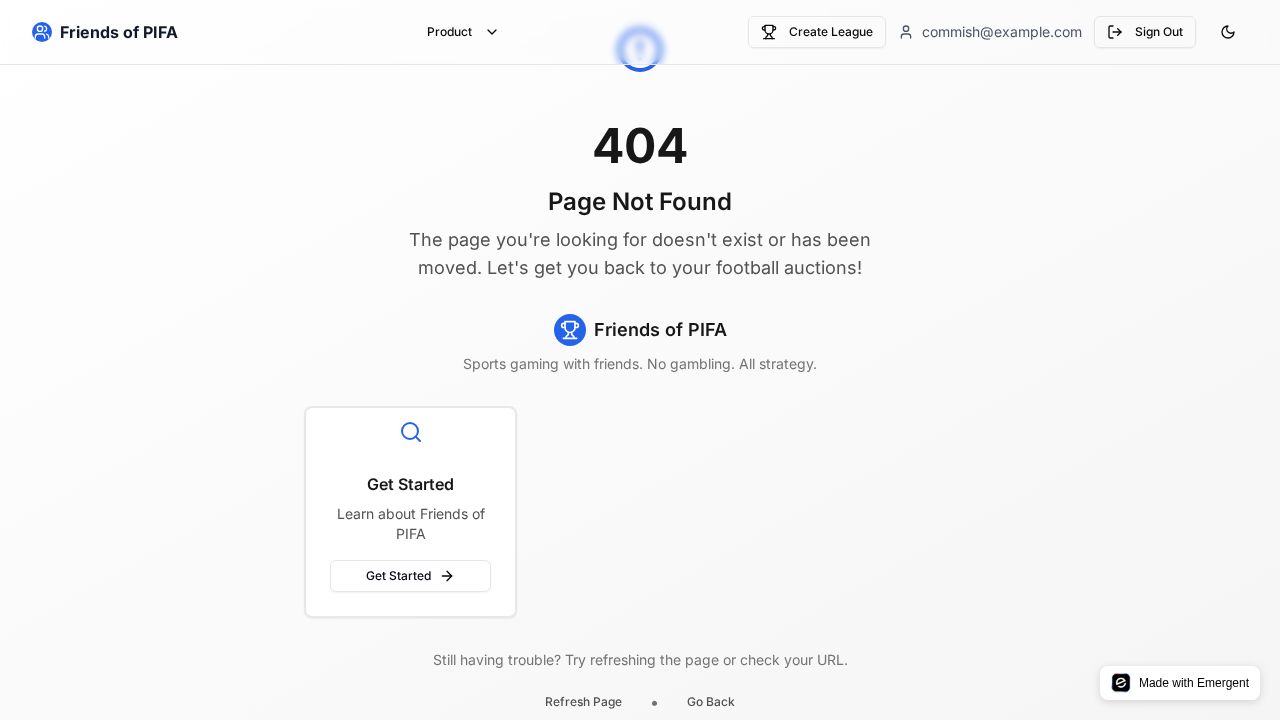 Friends of PIFA
Product
Create League
commish@example.com
Sign Out
404
Page Not Found
The page you're looking for doesn't exist or has been
moved. Let's get you back to your football auctions!
Friends of PIFA
Sports gaming with friends. No gambling. All strategy.
Get Started
Learn about Friends of
PIFA
Get Started
Still having trouble? Try refreshing the page or check your URL.
Refresh Page
Go Back
Made with Emergent